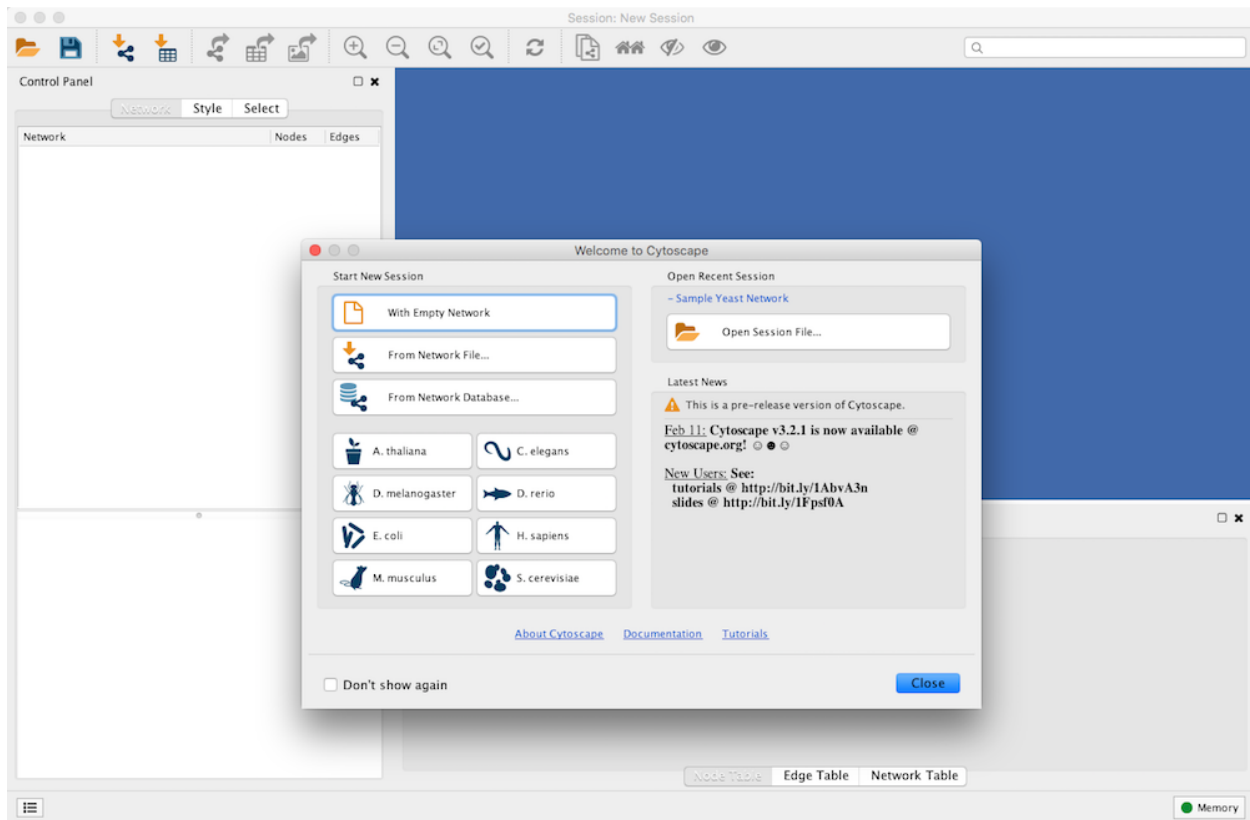 Session: New Session
Control Panel
Network Style Select
Network Nodes Edges
Welcome to Cytoscape
Start New Session
With Empty Network
From Network File...
From Network Database...
A. thaliana
C. elegans
D. melanogaster
D. rerio
E. coli
H. sapiens
M. musculus
S. cerevisiae
Open Recent Session
– Sample Yeast Network
Open Session File...
Latest News
This is a pre-release version of Cytoscape.
Feb 11: Cytoscape v3.2.1 is now available @
cytoscape.org! ☺☻☺
New Users: See:
tutorials @ http://bit.ly/1AbvA3n
slides @ http://bit.ly/1Fpsf0A
About Cytoscape Documentation Tutorials
Don't show again
Close
Node Table Edge Table Network Table
Memory